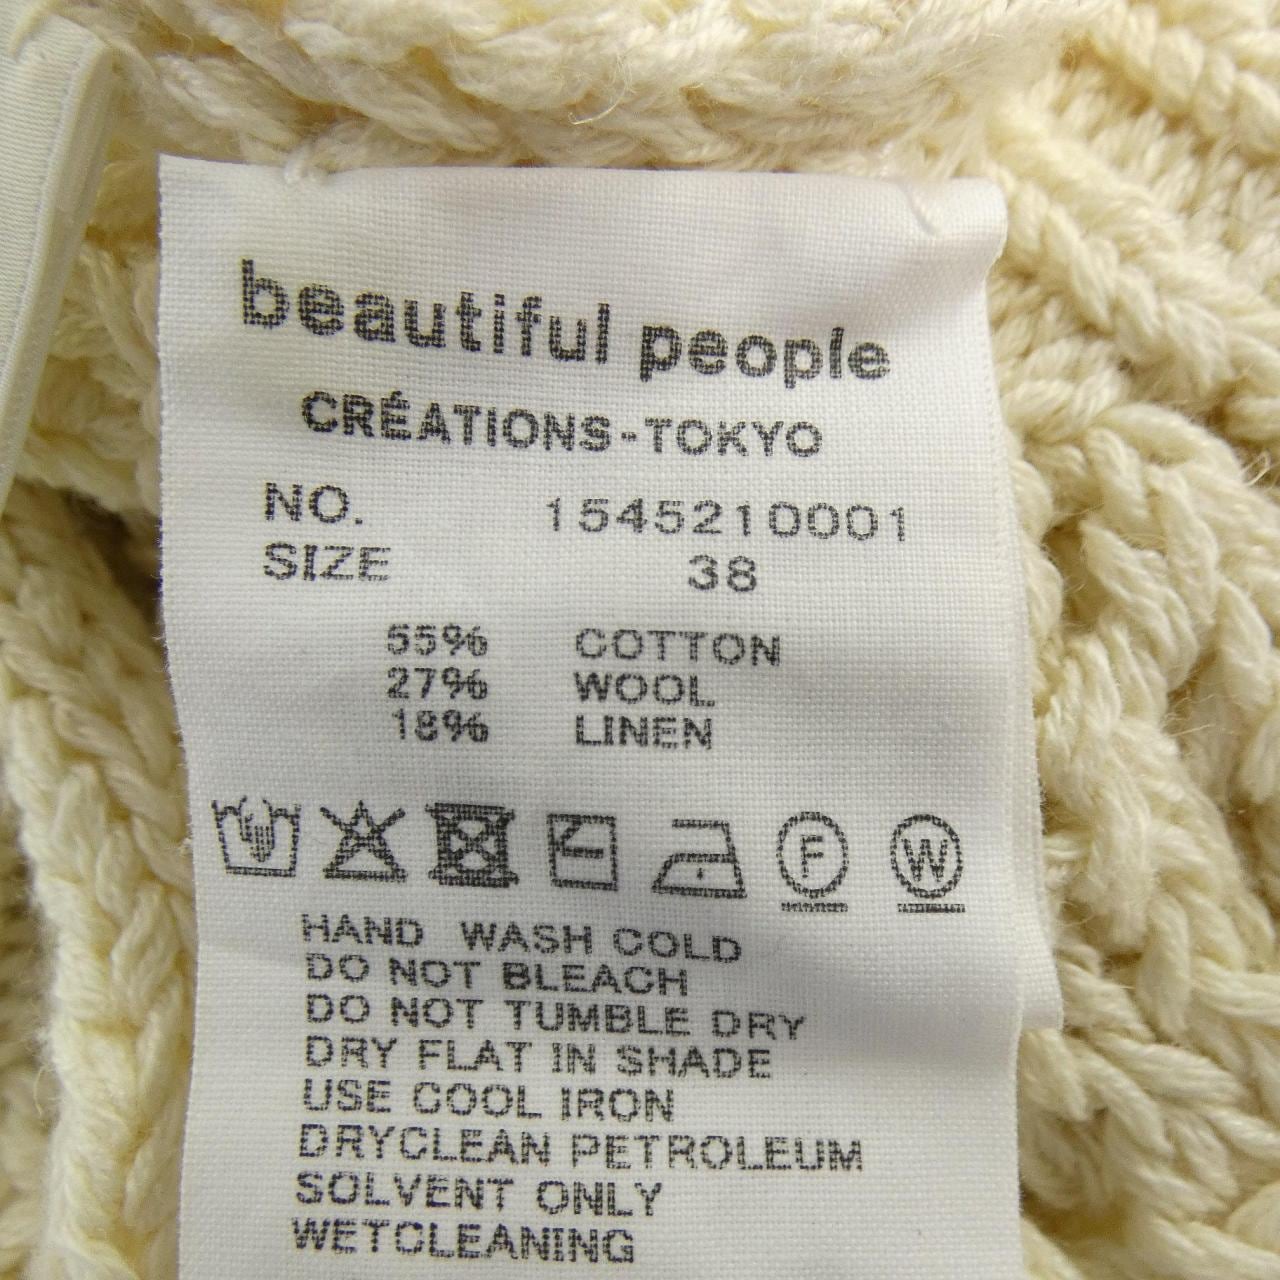 beautiful people
CRÉATIONS-TOKYO
NO. 1545210001
SIZE 38
55% COTTON
27% WOOL
18% LINEN
F W
HAND WASH COLD
DO NOT BLEACH
DO NOT TUMBLE DRY
DRY FLAT IN SHADE
USE COOL IRON
DRYCLEAN PETROLEUM
SOLVENT ONLY
WETCLEANING